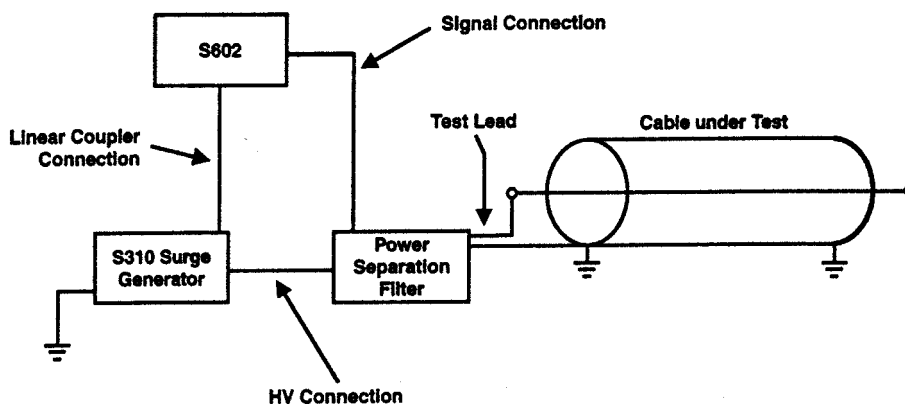 Signal Connection
S602
Test Lead
Cable under Test
Linear Coupler
Connection
S310 Surge
Generator
Power
Separation
Filter
HV Connection